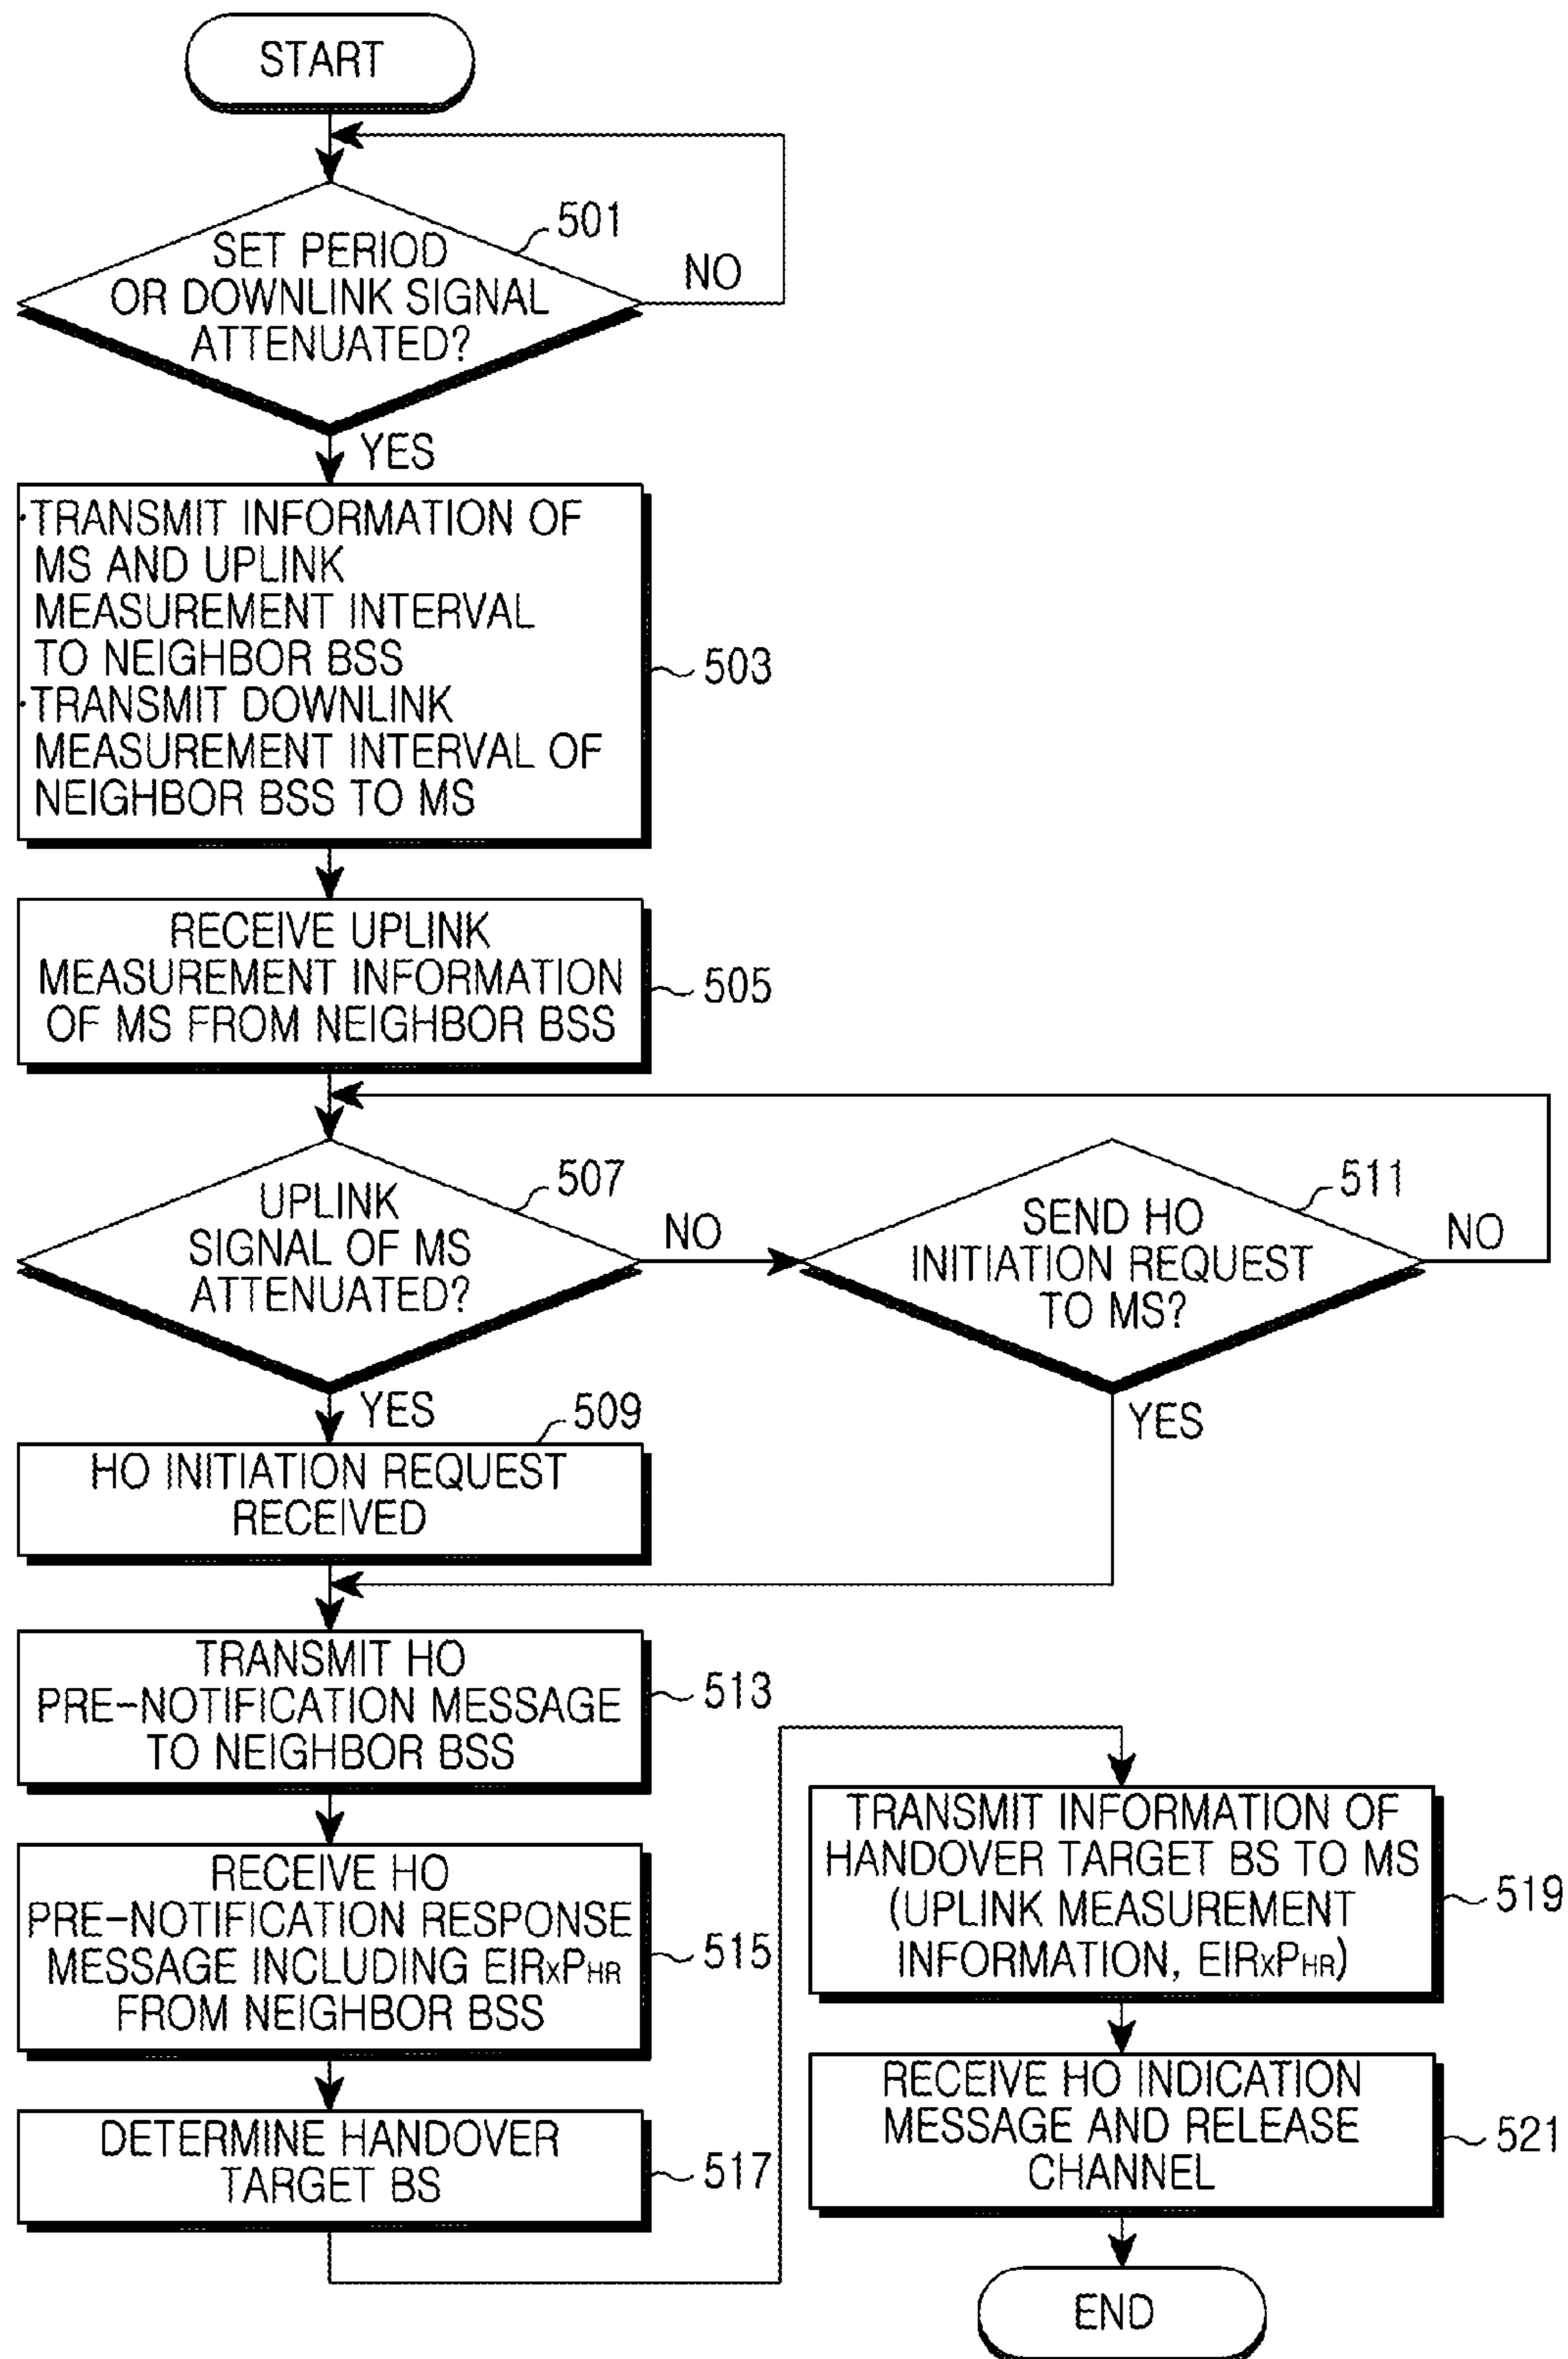 START
501
SET PERIOD
OR DOWNLINK SIGNAL
ATTENUATED?
NO
YES
·TRANSMIT INFORMATION OF
MS AND UPLINK
MEASUREMENT INTERVAL
TO NEIGHBOR BSS
·TRANSMIT DOWNLINK
MEASUREMENT INTERVAL OF
NEIGHBOR BSS TO MS
503
RECEIVE UPLINK
MEASUREMENT INFORMATION
OF MS FROM NEIGHBOR BSS
505
507
UPLINK
SIGNAL OF MS
ATTENUATED?
NO
511
SEND HO
INITIATION REQUEST
TO MS?
NO
YES
YES
509
HO INITIATION REQUEST
RECEIVED
TRANSMIT HO
PRE-NOTIFICATION MESSAGE
TO NEIGHBOR BSS
513
RECEIVE HO
PRE-NOTIFICATION RESPONSE
MESSAGE INCLUDING EIRxPHR
FROM NEIGHBOR BSS
515
DETERMINE HANDOVER
TARGET BS
517
TRANSMIT INFORMATION OF
HANDOVER TARGET BS TO MS
(UPLINK MEASUREMENT
INFORMATION, EIRxPHR)
519
RECEIVE HO INDICATION
MESSAGE AND RELEASE
CHANNEL
521
END